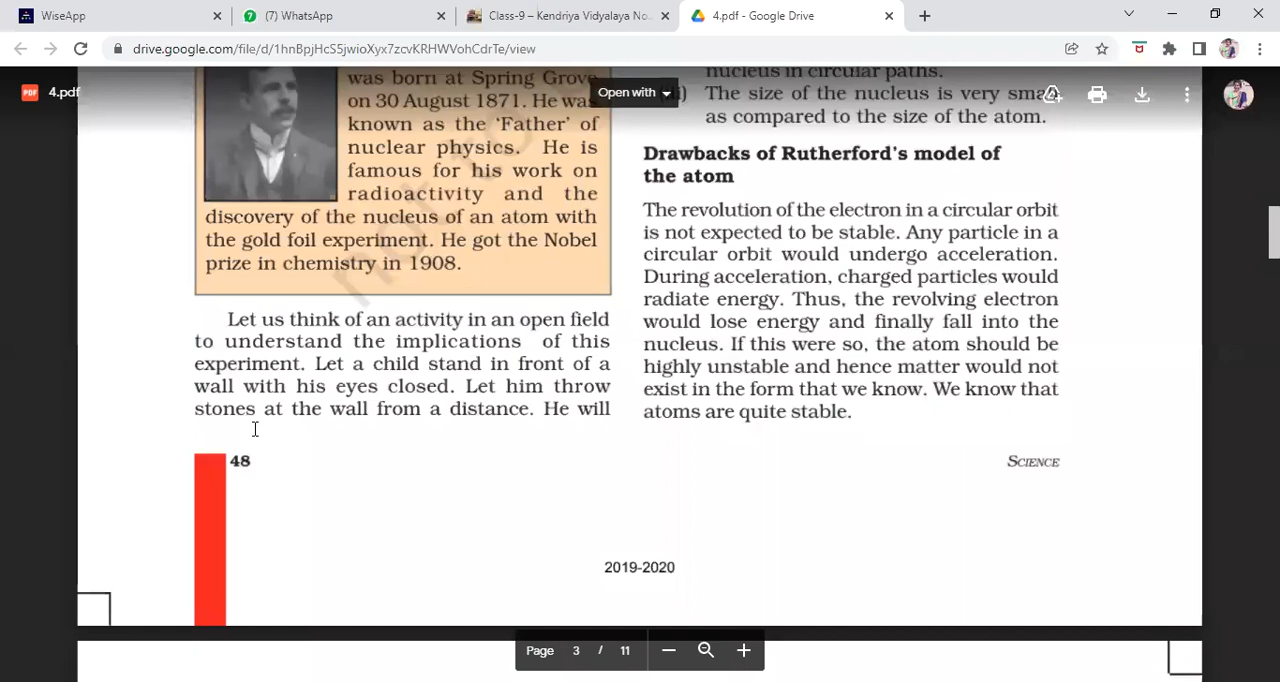 WiseApp
(7) WhatsApp
Class-9 – Kendriya Vidyalaya No.
4.pdf - Google Drive
drive.google.com/file/d/1hnBpjHcS5jwioXyx7zcvKRHWVohCdrTe/view
PDF
4.pdf
Open with
was born at Spring Grove
on 30 August 1871. He was
known as the ‘Father’ of
nuclear physics. He is
famous for his work on
radioactivity and the
discovery of the nucleus of an atom with
the gold foil experiment. He got the Nobel
prize in chemistry in 1908.
not to
Let us think of an activity in an open field
to understand the implications of this
experiment. Let a child stand in front of a
wall with his eyes closed. Let him throw
stones at the wall from a distance. He will
nucleus in circular paths.
The size of the nucleus is very small
as compared to the size of the atom.
Drawbacks of Rutherford’s model of
the atom
The revolution of the electron in a circular orbit
is not expected to be stable. Any particle in a
circular orbit would undergo acceleration.
During acceleration, charged particles would
radiate energy. Thus, the revolving electron
would lose energy and finally fall into the
nucleus. If this were so, the atom should be
highly unstable and hence matter would not
exist in the form that we know. We know that
atoms are quite stable.
48
SCIENCE
2019-2020
Page 3 / 11